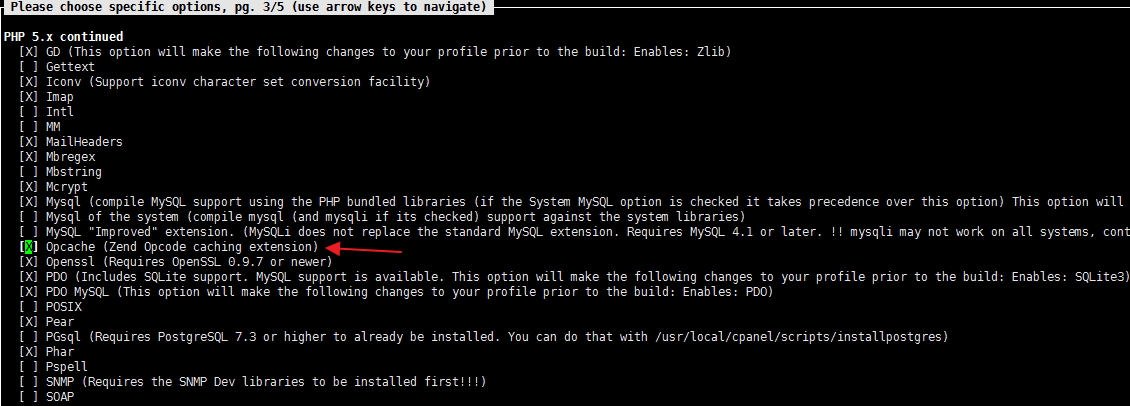 Please choose specific options, pg. 3/5 (use arrow keys to navigate)
PHP 5.x continued
[X] GD (This option will make the following changes to your profile prior to the build: Enables: Zlib)
[ ] Gettext
[X] Iconv (Support iconv character set conversion facility)
[X] Imap
[ ] Intl
[ ] MM
[X] MailHeaders
[X] Mbregex
[ ] Mbstring
[X] Mcrypt
[X] Mysql (compile MySQL support using the PHP bundled libraries (if the System MySQL option is checked it takes precedence over this option) This option will
[ ] Mysql of the system (compile mysql (and mysqli if its checked) support against the system libraries)
[ ] MySQL "Improved" extension. (MySQLi does not replace the standard MySQL extension. Requires MySQL 4.1 or later. !! mysqli may not work on all systems, cont
[X] Opcache (Zend Opcode caching extension)
[X] Openssl (Requires OpenSSL 0.9.7 or newer)
[X] PDO (Includes SQLite support. MySQL support is available. This option will make the following changes to your profile prior to the build: Enables: SQLite3)
[X] PDO MySQL (This option will make the following changes to your profile prior to the build: Enables: PDO)
[ ] POSIX
[X] Pear
[ ] PGsql (Requires PostgreSQL 7.3 or higher to already be installed. You can do that with /usr/local/cpanel/scripts/installpostgres)
[X] Phar
[ ] Pspell
[ ] SNMP (Requires the SNMP Dev libraries to be installed first!!!)
[ ] SOAP